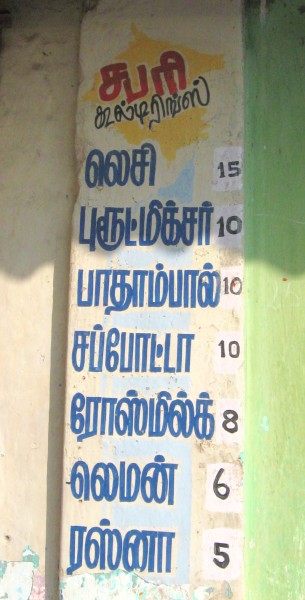 சபரி
கூல்டிரிங்ஸ்
லெசி 15
புரூட்மிக்சர் 10
பாதாம்பால் 10
சப்போட்டா 10
ரோஸ்மில்க் 8
லெமன் 6
ரஸ்னா 5